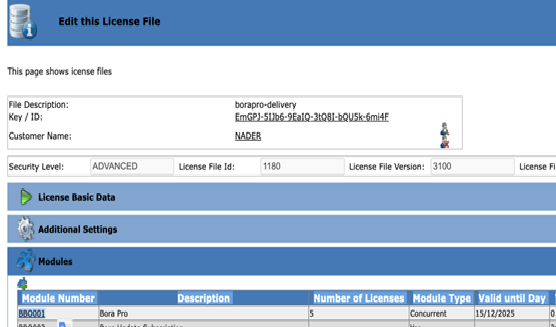 Edit this License File
This page shows icense files
File Description: borapro-delivery
Key / ID: EmGPJ-5IJb6-9EaIQ-3tQ8I-bQU5k-6mi4F
Customer Name: NADER
Security Level: ADVANCED License File Id: 1180 License File Version: 3100 License Fi
License Basic Data
Additional Settings
Modules
Module Number Description Number of Licenses Module Type Valid until Day
BBO001 Bora Pro 5 Concurrent 15/12/2025